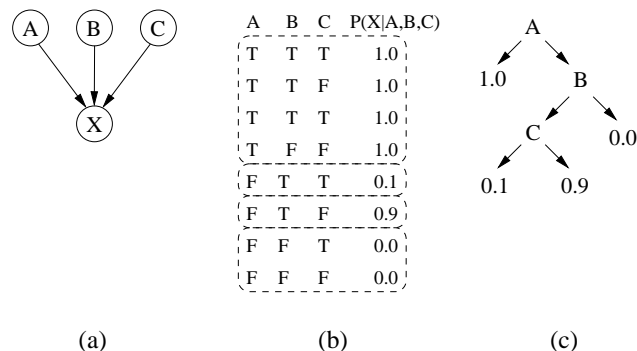 A B C
X
A B C P(X|A,B,C)
T T T 1.0
T T F 1.0
T T T 1.0
T F F 1.0
F T T 0.1
F T F 0.9
F F T 0.0
F F F 0.0
A
1.0 B
C 0.0
0.1 0.9
(a) (b) (c)